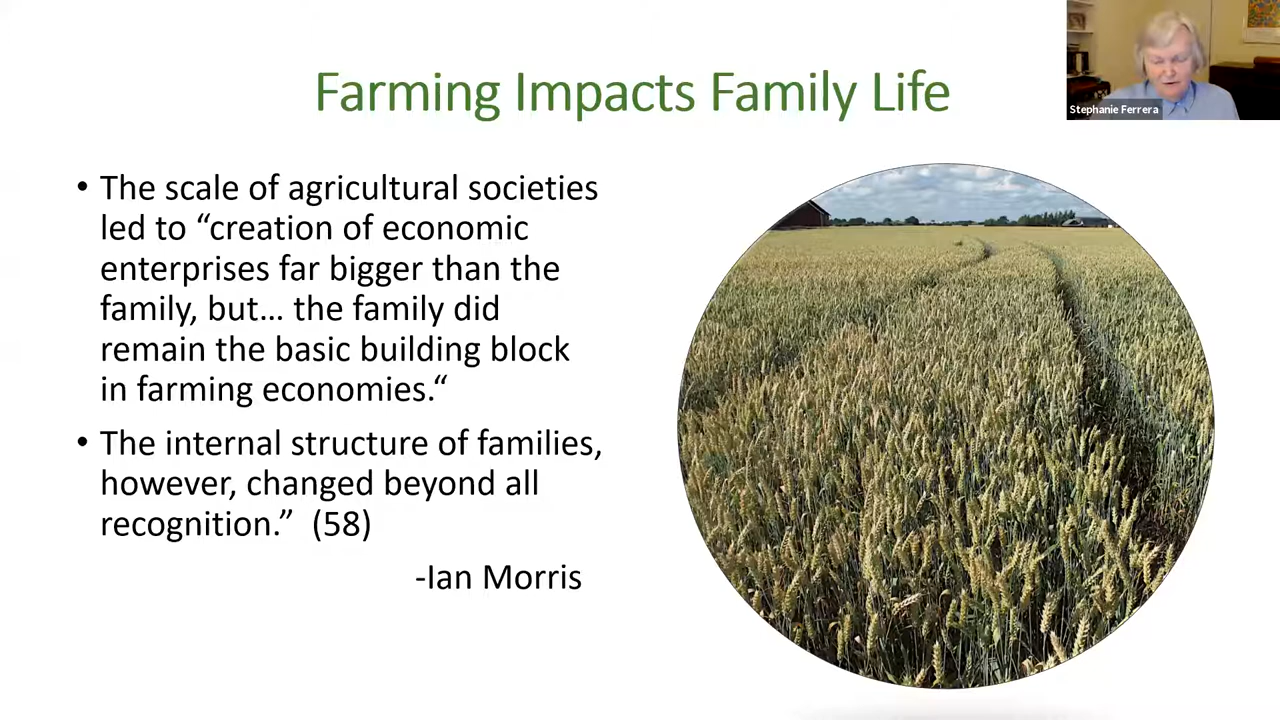 Farming Impacts Family Life
Stephanie Ferrera
• The scale of agricultural societies
led to “creation of economic
enterprises far bigger than the
family, but… the family did
remain the basic building block
in farming economies.“
• The internal structure of families,
however, changed beyond all
recognition.” (58)
-Ian Morris